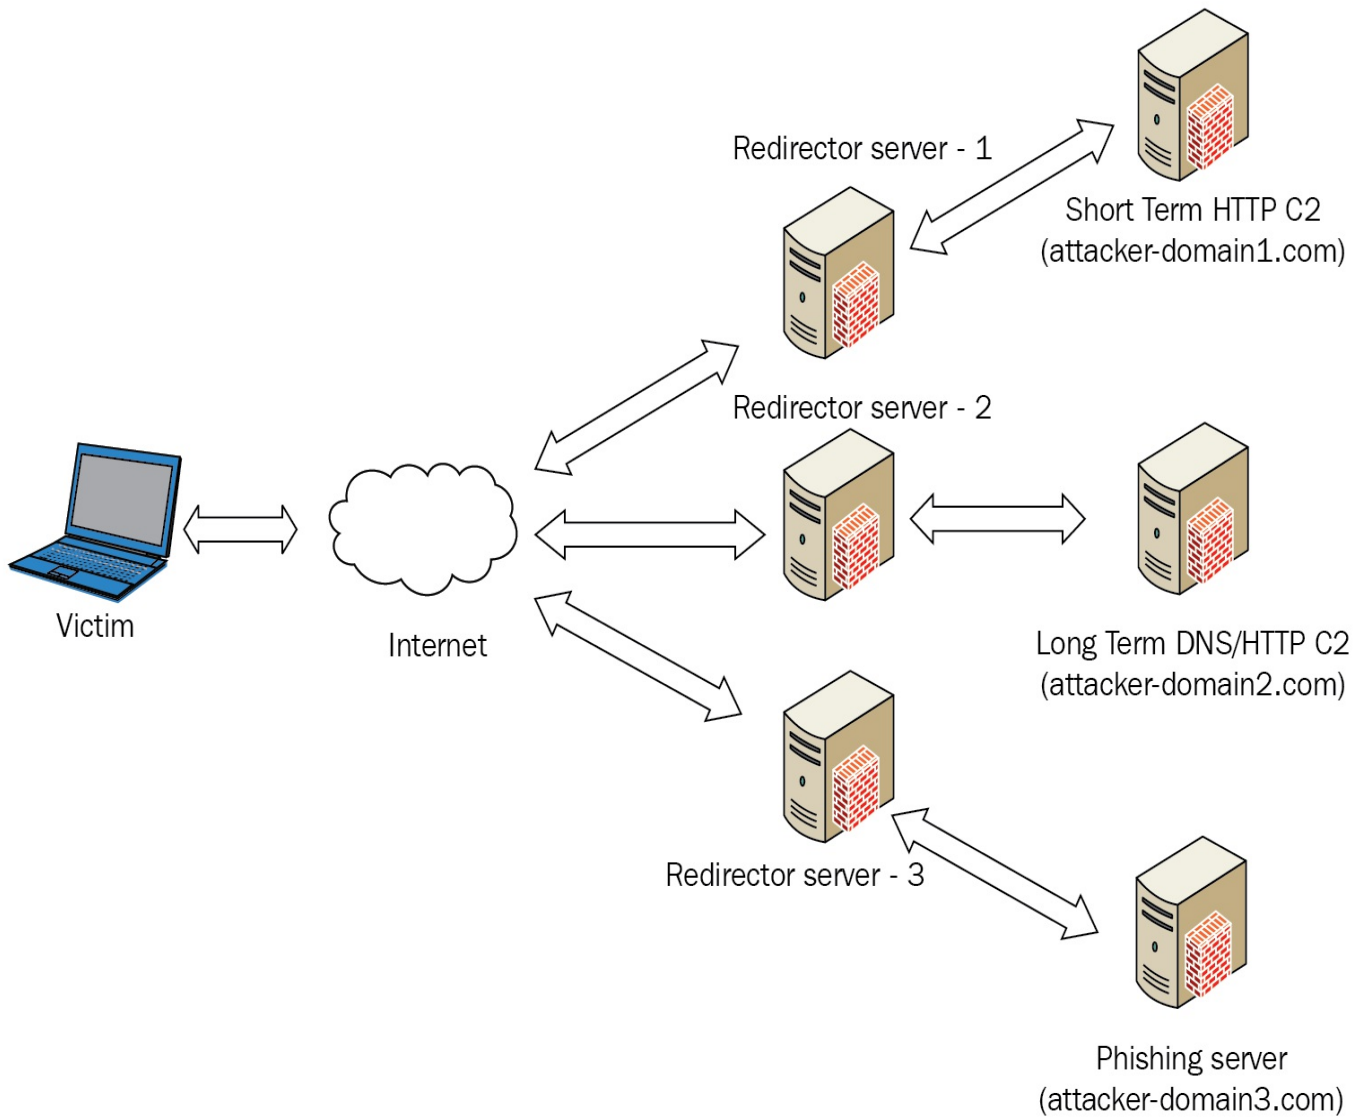 Redirector server - 1
Short Term HTTP C2
(attacker-domain1.com)
Redirector server - 2
Victim
Internet
Long Term DNS/HTTP C2
(attacker-domain2.com)
Redirector server - 3
Phishing server
(attacker-domain3.com)